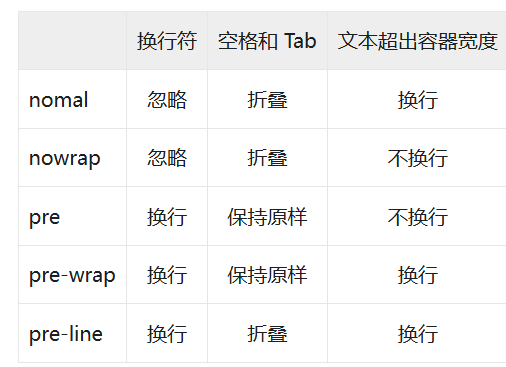 换行符 空格和 Tab 文本超出容器宽度
nomal 忽略 折叠 换行
nowrap 忽略 折叠 不换行
pre 换行 保持原样 不换行
pre-wrap 换行 保持原样 换行
pre-line 换行 折叠 换行